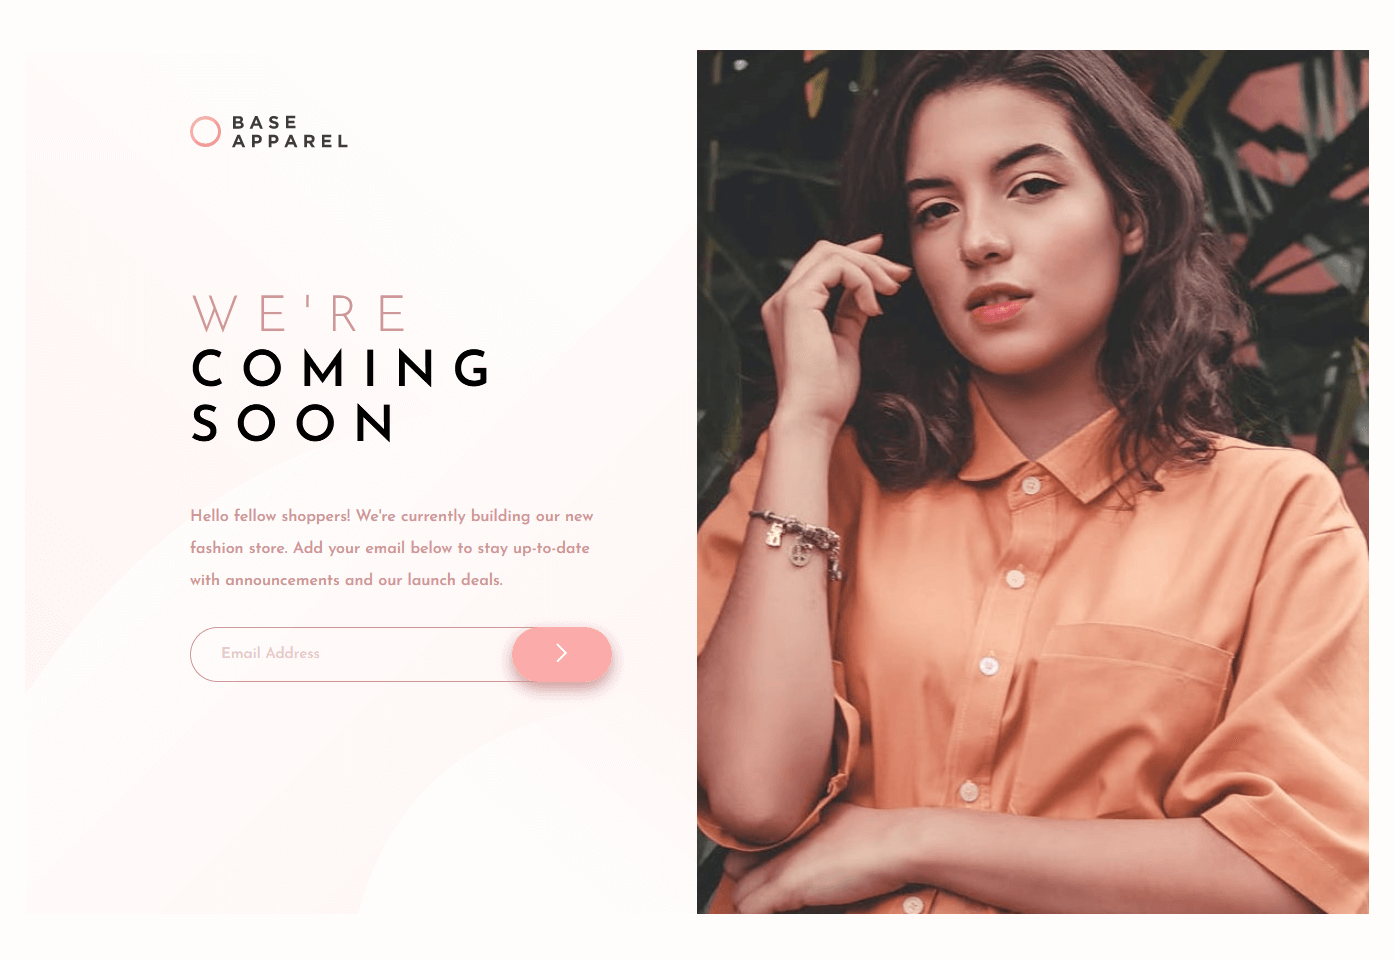 BASE
APPAREL
WE'RE
COMING
SOON
Hello fellow shoppers! We're currently building our new
fashion store. Add your email below to stay up-to-date
with announcements and our launch deals.
Email Address